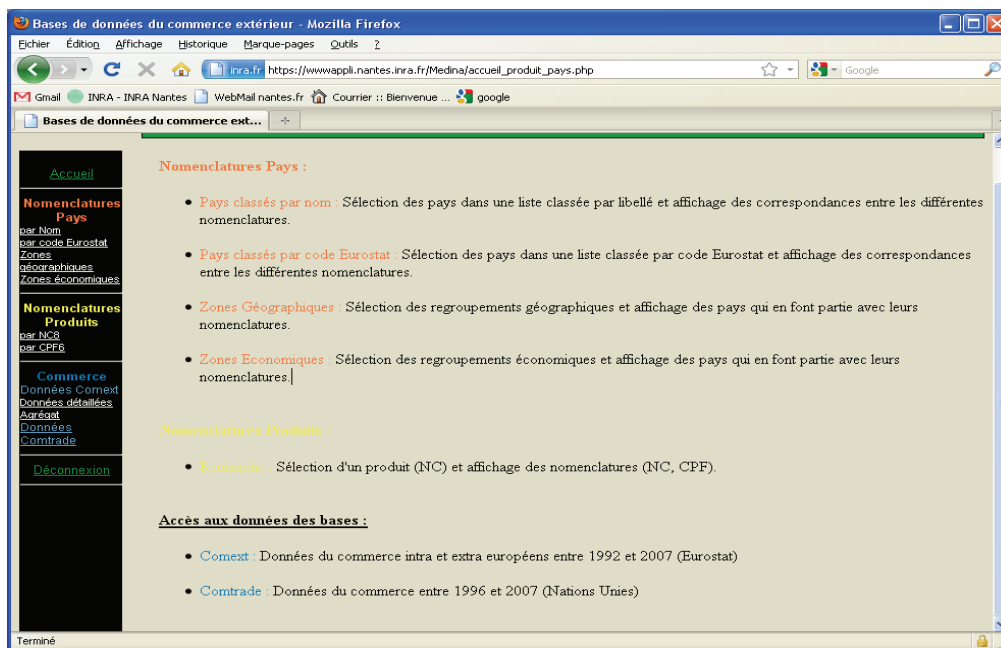 Bases de données du commerce extérieur - Mozilla Firefox
Fichier Édition Affichage Historique Marque-pages Outils ?
inra.fr https://wwwappli.nantes.inra.fr/Medina/accueil_produit_pays.php Google
Gmail INRA - INRA Nantes WebMail nantes.fr Courrier :: Bienvenue ... google
Bases de données du commerce ext...
Accueil
Nomenclatures
Pays
par Nom
par code Eurostat
Zones
géographiques
Zones économiques
Nomenclatures
Produits
par NC8
par CPF6
Commerce
Données Comext
Données détaillées
Agrégat
Données
Comtrade
Déconnexion
Nomenclatures Pays :
Pays classés par nom : Sélection des pays dans une liste classée par libellé et affichage des correspondances entre les différentes
nomenclatures.
Pays classés par code Eurostat : Sélection des pays dans une liste classée par code Eurostat et affichage des correspondances
entre les différentes nomenclatures.
Zones Géographiques : Sélection des regroupements géographiques et affichage des pays qui en font partie avec leurs
nomenclatures.
Zones Economiques : Sélection des regroupements économiques et affichage des pays qui en font partie avec leurs
nomenclatures.
Nomenclatures Produits :
Sélection d'un produit (NC) et affichage des nomenclatures (NC, CPF).
Accès aux données des bases :
Comext : Données du commerce intra et extra européens entre 1992 et 2007 (Eurostat)
Comtrade : Données du commerce entre 1996 et 2007 (Nations Unies)
Terminé